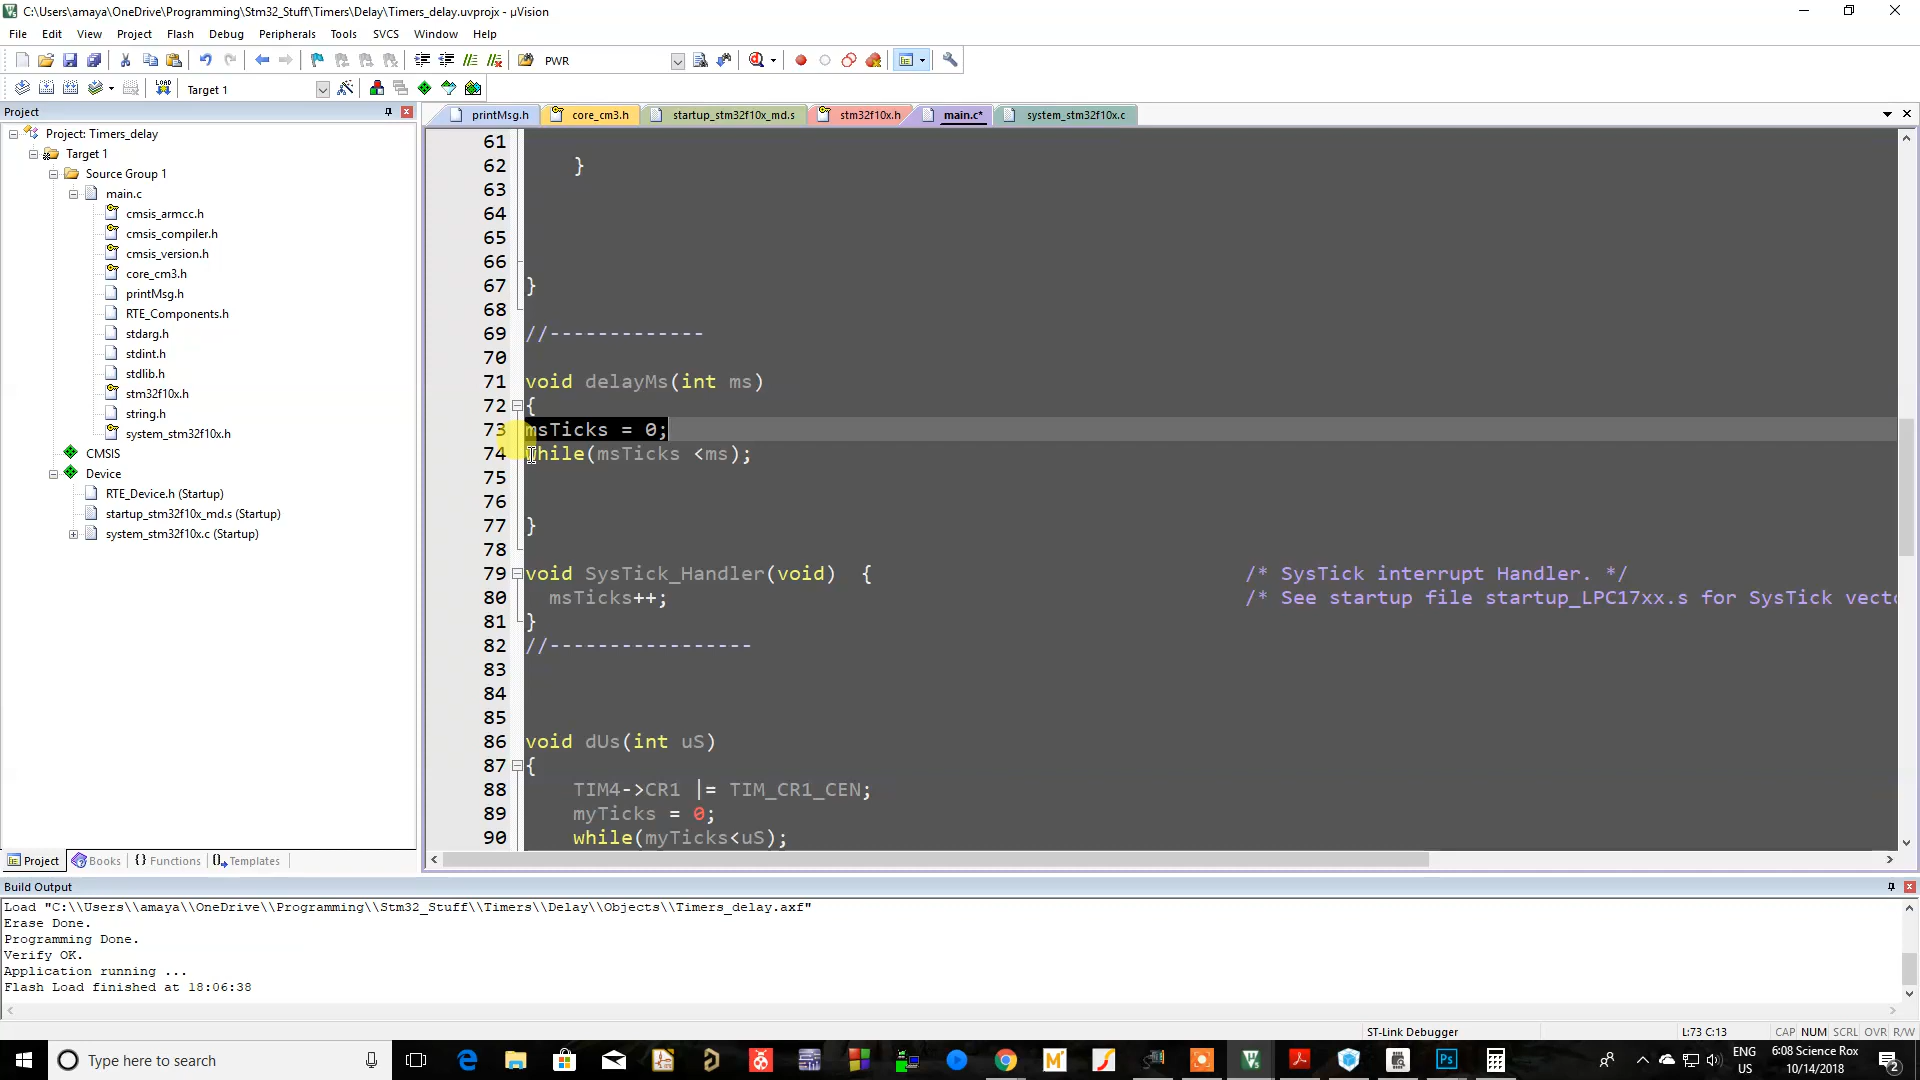 C:\Users\amaya\OneDrive\Programming\Stm32_Stuff\Timers\Delay\Timers_delay.uvprojx - µVision
File Edit View Project Flash Debug Peripherals Tools SVCS Window Help
PWR
LOAD Target 1
Project
printMsg.h core_cm3.h startup_stm32f10x_md.s stm32f10x.h main.c* system_stm32f10x.c
Project: Timers_delay
Target 1
Source Group 1
main.c
cmsis_armcc.h
cmsis_compiler.h
cmsis_version.h
core_cm3.h
printMsg.h
RTE_Components.h
stdarg.h
stdint.h
stdlib.h
stm32f10x.h
string.h
system_stm32f10x.h
CMSIS
Device
RTE_Device.h (Startup)
startup_stm32f10x_md.s (Startup)
system_stm32f10x.c (Startup)
61
62 }
63
64
65
66
67 }
68
69 //-------------
70
71 void delayMs(int ms)
72 {
73 msTicks = 0;
74 while(msTicks <ms);
75
76
77 }
78
79 void SysTick_Handler(void) { /* SysTick interrupt Handler. */
80 msTicks++; /* See startup file startup_LPC17xx.s for SysTick vecto
81 }
82 //-----------------
83
84
85
86 void dUs(int uS)
87 {
88 TIM4->CR1 |= TIM_CR1_CEN;
89 myTicks = 0;
90 while(myTicks<uS);
Project Books {} Functions Templates
Build Output
Load "C:\\Users\\amaya\\OneDrive\\Programming\\Stm32_Stuff\\Timers\\Delay\\Objects\\Timers_delay.axf"
Erase Done.
Programming Done.
Verify OK.
Application running ...
Flash Load finished at 18:06:38
ST-Link Debugger L:73 C:13 CAP NUM SCRL OVR R/W
Type here to search
ENG US
6:08 Science Rox
10/14/2018
2